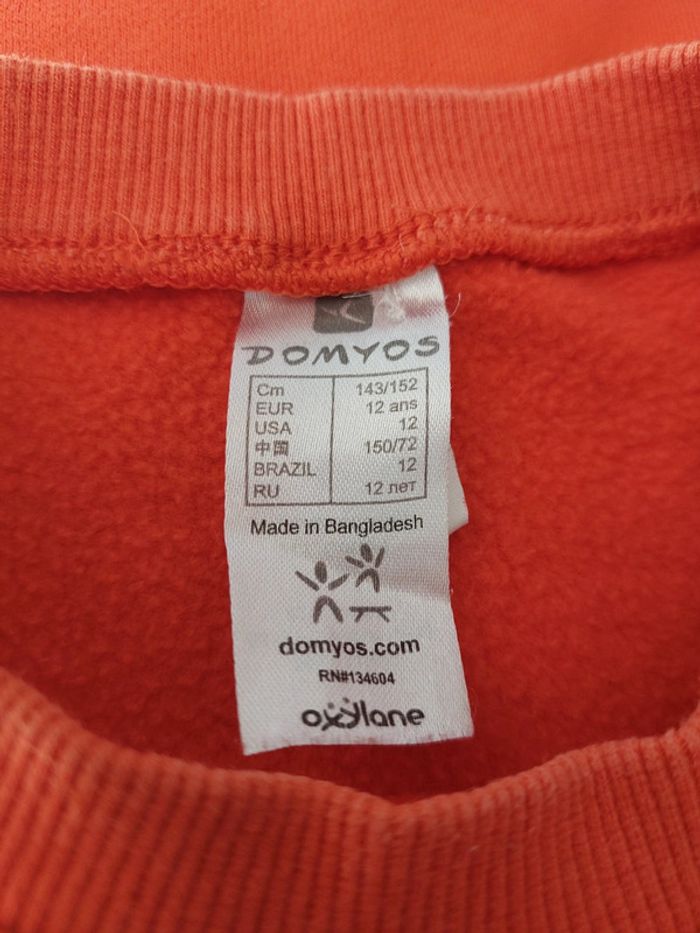 DOMYOS
Cm 143/152
EUR 12 ans
USA 12
中国 150/72
BRAZIL 12
RU 12 лет
Made in Bangladesh
domyos.com
RN#134604
oxylane